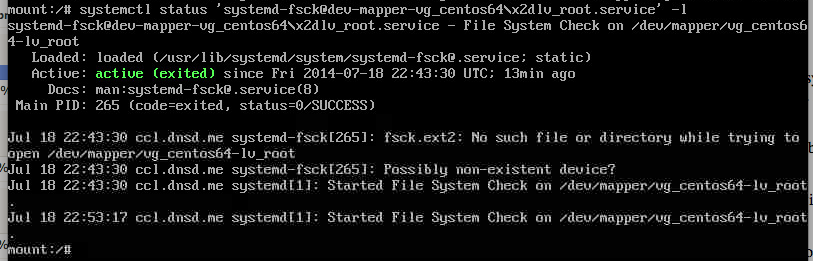 mount:/# systemctl status 'systemd-fsck@dev-mapper-vg_centos64\x2dlv_root.service' -l
systemd-fsck@dev-mapper-vg_centos64\x2dlv_root.service - File System Check on /dev/mapper/vg_centos6
4-lv_root
Loaded: loaded (/usr/lib/systemd/system/systemd-fsck@.service; static)
Active: active (exited) since Fri 2014-07-18 22:43:30 UTC; 13min ago
Docs: man:systemd-fsck@.service(8)
Main PID: 265 (code=exited, status=0/SUCCESS)
Jul 18 22:43:30 ccl.dnsd.me systemd-fsck[265]: fsck.ext2: No such file or directory while trying to
open /dev/mapper/vg_centos64-lv_root
Jul 18 22:43:30 ccl.dnsd.me systemd-fsck[265]: Possibly non-existent device?
Jul 18 22:43:30 ccl.dnsd.me systemd[1]: Started File System Check on /dev/mapper/vg_centos64-lv_root
.
Jul 18 22:53:17 ccl.dnsd.me systemd[1]: Started File System Check on /dev/mapper/vg_centos64-lv_root
.
mount:/#